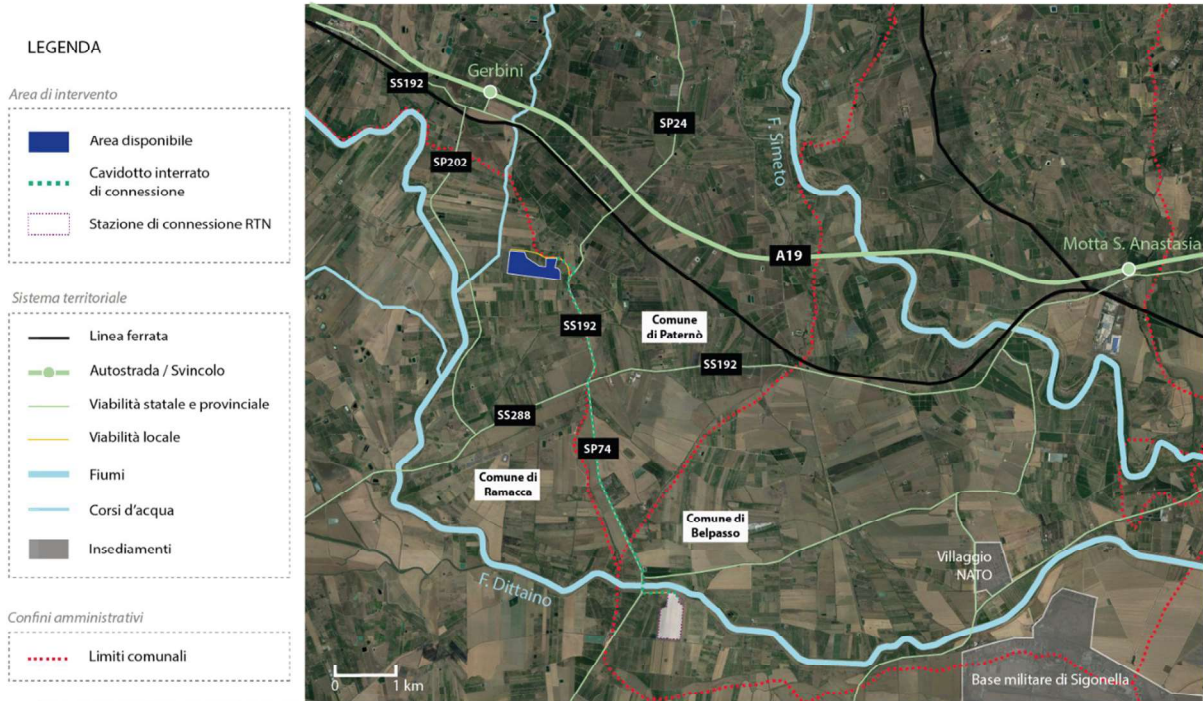 LEGENDA
Area di intervento
Area disponibile
Cavidotto interrato
di connessione
Stazione di connessione RTN
Sistema territoriale
Linea ferrata
Autostrada / Svincolo
Viabilità statale e provinciale
Viabilità locale
Fiumi
Corsi d'acqua
Insediamenti
Confini amministrativi
Limiti comunali
Gerbini
SS192
SP24
SP202
F. Simeto
A19
Motta S. Anastasia
SS192
Comune
di Paternò
SS192
SS288
SP74
Comune di
Ramacca
Comune di
Belpasso
Villaggio
NATO
F. Dittaino
Base militare di Sigonella
0
1 km